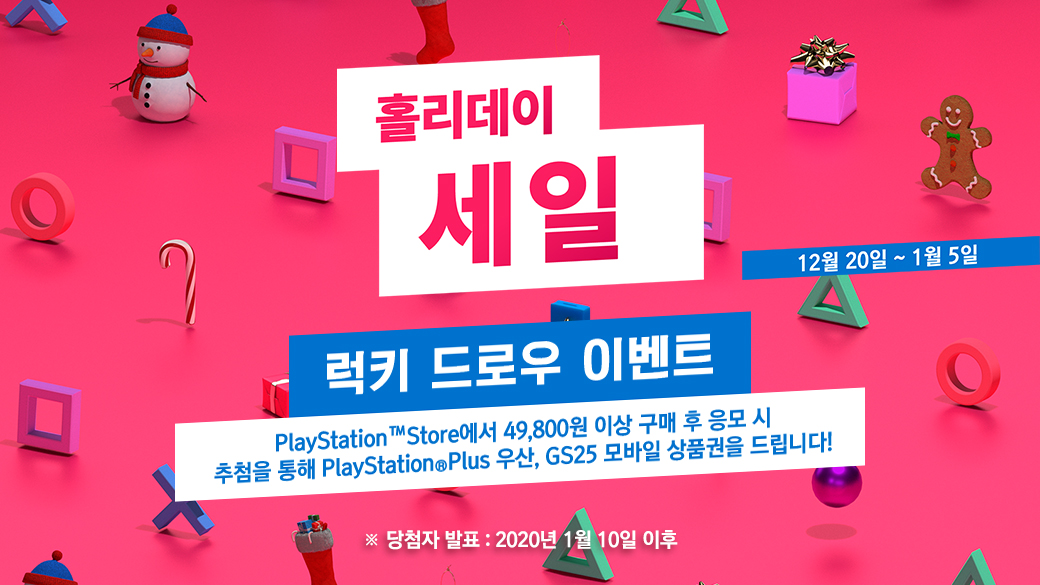 홀리데이
세일
12월 20일 ~ 1월 5일
럭키 드로우 이벤트
PlayStation™Store에서 49,800원 이상 구매 후 응모 시
추첨을 통해 PlayStation®Plus 우산, GS25 모바일 상품권을 드립니다!
※ 당첨자 발표 : 2020년 1월 10일 이후